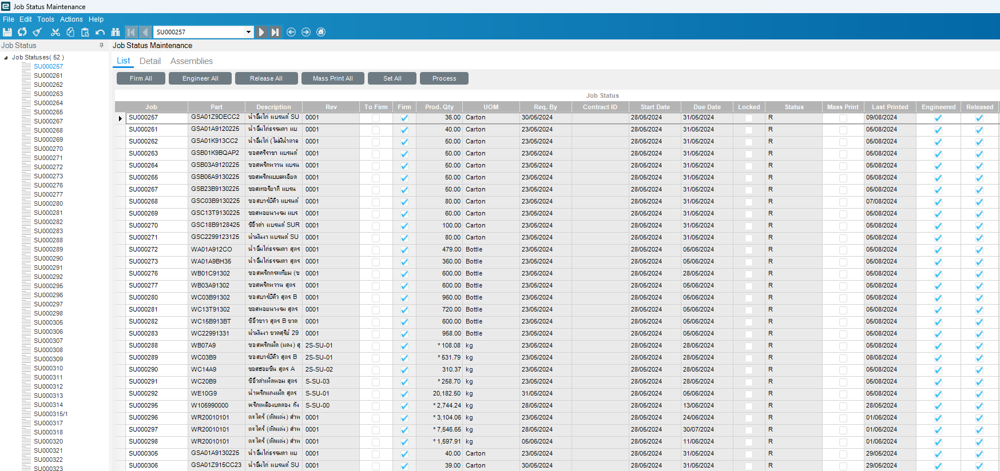 Job Status Maintenance
File Edit Tools Actions Help
SU000257
Job Status
Job Status Maintenance
Job Statuses( 52 )
SU000257
SU000261
SU000262
SU000263
SU000264
SU000265
SU000267
SU000268
SU000269
SU000270
SU000271
SU000272
SU000273
SU000276
SU000277
SU000280
SU000281
SU000282
SU000283
SU000288
SU000289
SU000290
SU000291
SU000292
SU000295
SU000296
SU000297
SU000298
SU000305
SU000306
SU000307
SU000308
SU000309
SU000310
SU000311
SU000312
SU000313
SU000314
SU000315/1
SU000317
SU000318
SU000320
SU000321
SU000322
SU000323
List Detail Assemblies
Firm All Engineer All Release All Mass Print All Set All Process
Job Status
Job Part Description Rev To Firm Firm Prod. Qty UOM Req. By Contract ID Start Date Due Date Locked Status Mass Print Last Printed Engineered Released
SU000257 GSA01Z9DECC2 น้ำจิ้มไก่ แบรนด์ SU 0001 36.00 Carton 30/05/2024 28/05/2024 31/05/2024 R 09/08/2024
SU000261 GSA01A9120225 น้ำจิ้มไก่ธรรมดา แบ 0001 40.00 Carton 23/05/2024 28/05/2024 31/05/2024 R 05/08/2024
SU000262 GSA01K913CC2 น้ำจิ้มไก่ (ไม่มีน้ำตาล 0001 50.00 Carton 23/05/2024 28/05/2024 31/05/2024 R 05/08/2024
SU000263 GSB01K9BQAP2 ซอสศรีราชา แบรนด์ 0001 50.00 Carton 23/05/2024 28/05/2024 31/05/2024 R 05/08/2024
SU000264 GSB03A9120225 ซอสพริกหวาน แบรน 0001 50.00 Carton 23/05/2024 28/05/2024 31/05/2024 R 05/08/2024
SU000265 GSB06A9130225 ซอสพริกแบบละเอียด 0001 50.00 Carton 23/05/2024 28/05/2024 31/05/2024 R 05/08/2024
SU000267 GSB23B9130225 ซอสเทอริยากิ แบรน 0001 50.00 Carton 23/05/2024 28/05/2024 31/05/2024 R 05/08/2024
SU000268 GSC03B9130225 ซอสบาร์บีคิว แบรนด์ 0001 80.00 Carton 23/05/2024 28/05/2024 31/05/2024 R 07/08/2024
SU000269 GSC13T9130225 ซอสหอยนางรม แบร 0001 60.00 Carton 23/05/2024 28/05/2024 31/05/2024 R 05/08/2024
SU000270 GSC18B9128425 ซีอิ๊วดำ แบรนด์ SUR 0001 100.00 Carton 23/05/2024 28/05/2024 31/05/2024 R 05/08/2024
SU000271 GSC2299123125 น้ำมันงา แบรนด์ SU 0001 80.00 Carton 23/05/2024 28/05/2024 31/05/2024 R 05/08/2024
SU000272 WA01A912CO น้ำจิ้มไก่ธรรมดา สูตร 0001 479.00 Bottle 23/05/2024 28/05/2024 05/06/2024 R 05/08/2024
SU000273 WA01A9BH35 น้ำจิ้มไก่ธรรมดา สูตร 0001 360.00 Bottle 23/05/2024 28/05/2024 05/06/2024 R 05/08/2024
SU000276 WB01C91302 ซอสพริกกระเทียม (ช 0001 600.00 Bottle 23/05/2024 28/05/2024 28/05/2024 R 05/08/2024
SU000277 WB03A91302 ซอสพริกหวาน สูตร 0001 600.00 Bottle 23/05/2024 28/05/2024 05/06/2024 R 05/08/2024
SU000280 WC03B91302 ซอสบาร์บีคิว สูตร B 0001 960.00 Bottle 23/05/2024 28/05/2024 05/06/2024 R 05/08/2024
SU000281 WC13T91302 ซอสหอยนางรม สูตร 0001 720.00 Bottle 23/05/2024 28/05/2024 05/06/2024 R 05/08/2024
SU000282 WC15B913BT ซีอิ๊วขาว สูตร B ขวด 0001 600.00 Bottle 23/05/2024 28/05/2024 05/06/2024 R 05/08/2024
SU000283 WC22991331 น้ำมันงา ขวดสุรีย์ 29 0001 958.00 Bottle 23/05/2024 28/05/2024 05/06/2024 R 05/08/2024
SU000288 WB07A9 ซอสพริกเผ็ด (แดง) สู 2S-SU-01 * 108.08 kg 23/05/2024 28/05/2024 28/05/2024 R 05/08/2024
SU000289 WC03B9 ซอสบาร์บีคิว สูตร B 2S-SU-01 * 531.79 kg 23/05/2024 28/05/2024 28/05/2024 R 08/08/2024
SU000290 WC14A9 ซอสฮอยซิน สูตร A 2S-SU-02 310.37 kg 23/05/2024 28/05/2024 28/05/2024 R 05/08/2024
SU000291 WC20B9 ซีอิ๊วดำเห็ดหอม สูตร S-SU-03 * 258.70 kg 23/05/2024 28/05/2024 28/05/2024 R 05/08/2024
SU000292 WE10G9 น้ำพริกแกงเผ็ด สูตร S-SU-01 20,182.50 kg 31/05/2024 28/05/2024 05/06/2024 R 05/08/2024
SU000295 W105990000 พริกเหลืองบดดอง ถัง S-SU-00 * 2,744.24 kg 28/05/2024 28/05/2024 13/06/2024 R 28/05/2024
SU000296 WR20010101 ตะไคร้ (ตัดแต่ง) สำห 0001 * 3,104.06 kg 23/05/2024 28/05/2024 24/06/2024 R 01/06/2024
SU000297 WR20010101 ตะไคร้ (ตัดแต่ง) สำห 0001 * 7,546.65 kg 28/05/2024 28/05/2024 30/07/2024 R 01/06/2024
SU000298 WR20010101 ตะไคร้ (ตัดแต่ง) สำห 0001 * 1,597.91 kg 05/06/2024 28/05/2024 11/06/2024 R 01/06/2024
SU000305 GSA01A9130225 น้ำจิ้มไก่ธรรมดา แบ 0001 40.00 Carton 23/05/2024 28/05/2024 31/05/2024 R 29/05/2024
SU000306 GSA01Z915CC23 น้ำจิ้มไก่ แบรนด์ SU 0001 39.00 Carton 30/05/2024 28/05/2024 31/05/2024 R 29/05/2024